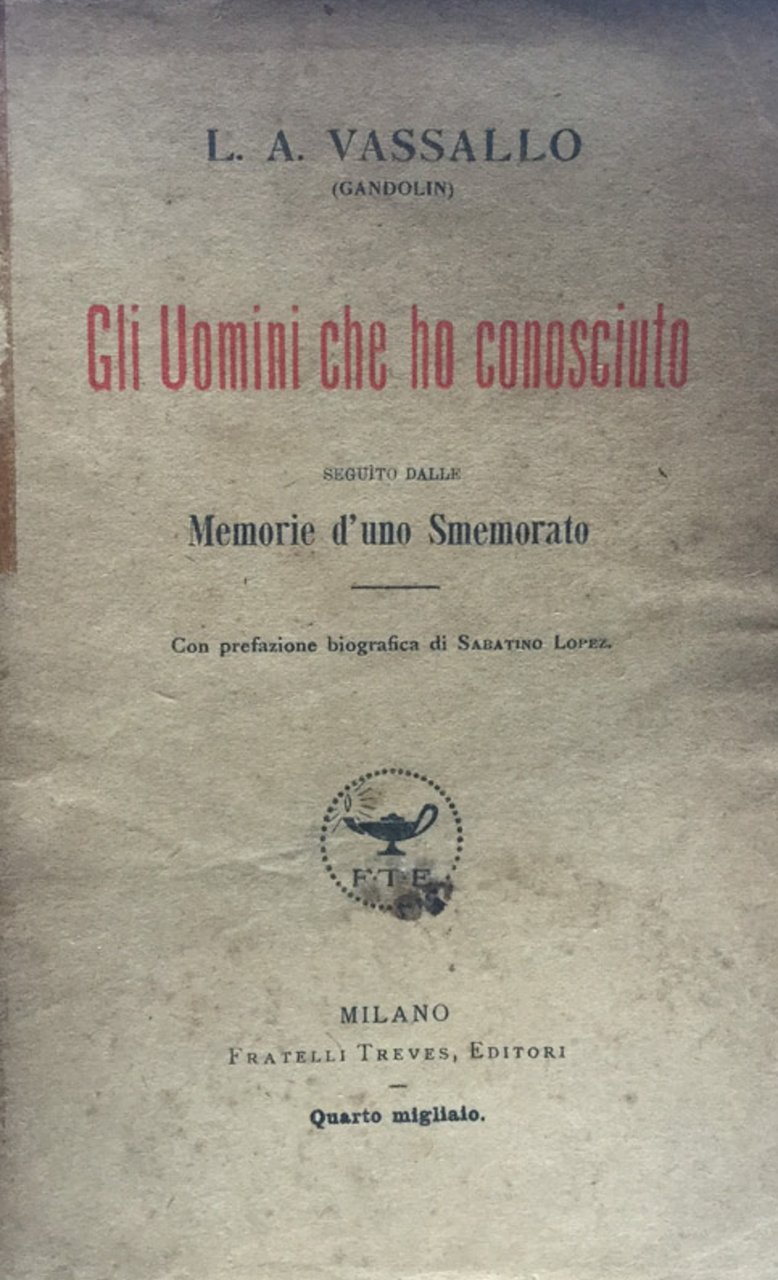 L. A. VASSALLO
(GANDOLIN)
Gli Uomini che ho conosciuto
SEGUÌTO DALLE
Memorie d'uno Smemorato
Con prefazione biografica di SABATINO LOPEZ.
F·T·E
MILANO
FRATELLI TREVES, EDITORI
Quarto migliaio.